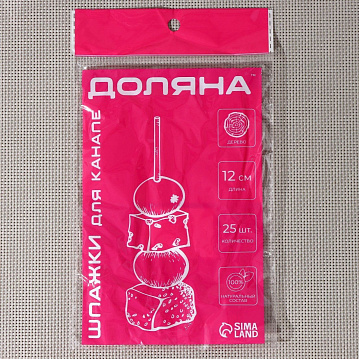 ДОЛЯНА
ШПАЖКИ ДЛЯ КАНАПЕ
ДЕРЕВО
12 СМ
ДЛИНА
25 ШТ.
КОЛИЧЕСТВО
100%
НАТУРАЛЬНЫЙ
СОСТАВ
SIMA
LAND